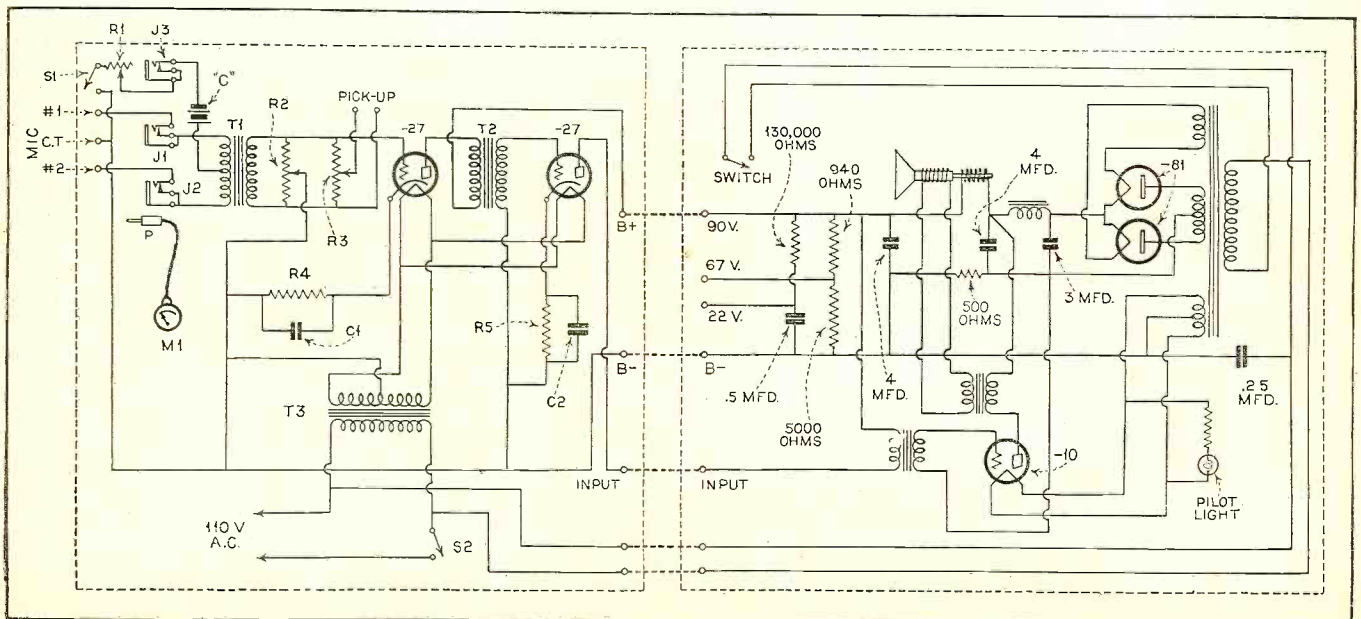 R1
J3
S1
"C"
#1
MIC
C.T
#2
J1
J2
T1
R2
PICK-UP
R3
-27
T2
-27
P
M1
R4
C1
R5
C2
T3
B+
B-
INPUT
110 V
A.C.
S2
SWITCH
130,000
OHMS
940
OHMS
4
MFD.
-81
90 V.
67 V.
22 V.
B-
500
OHMS
3 MFD.
.5 MFD.
4
MFD.
5000
OHMS
.25
MFD.
-10
INPUT
PILOT
LIGHT